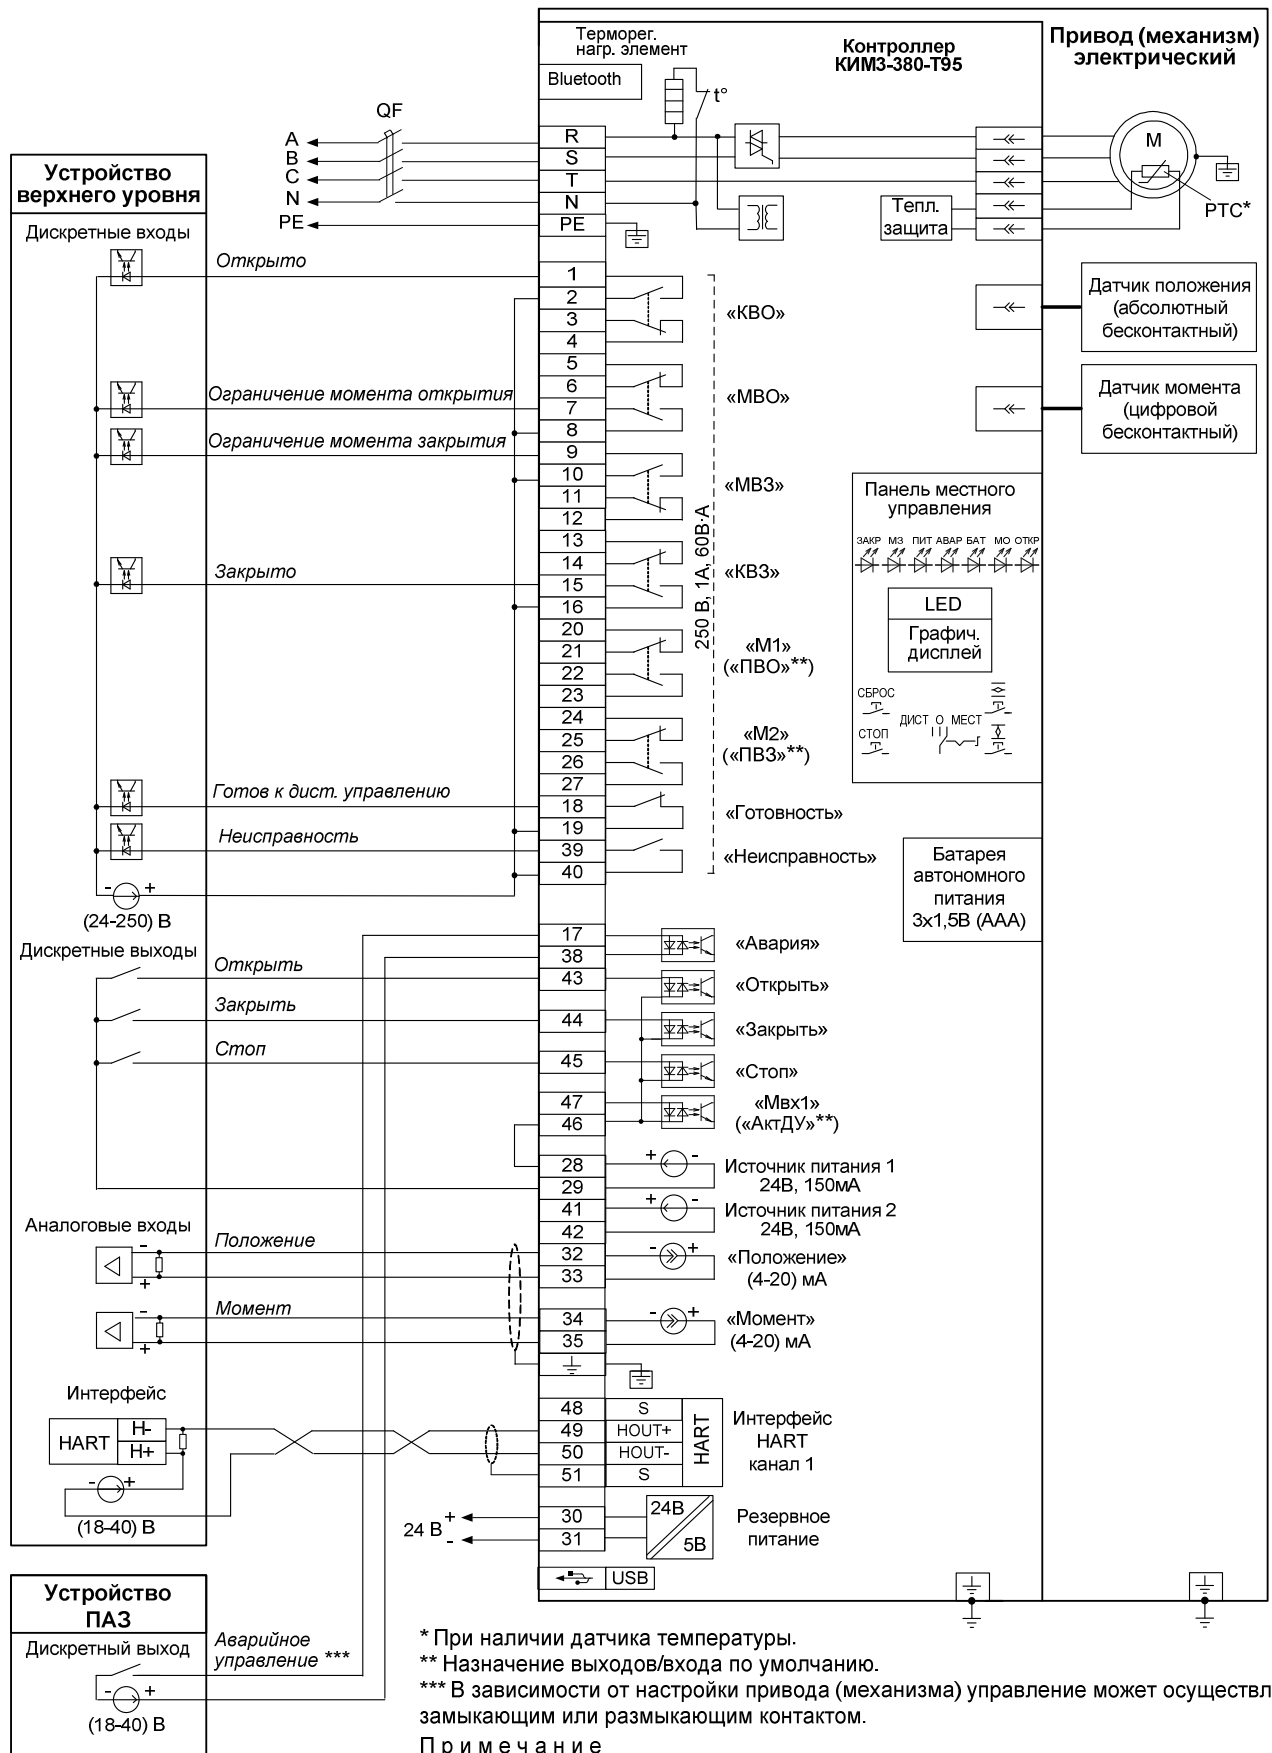 Терморег.
нагр. элемент
Bluetooth
t°
Контроллер
КИМ3-380-Т95
Привод (механизм)
электрический
QF
A
B
C
N
PE
R
S
T
N
PE
M
PTC*
Тепл.
защита
Устройство
верхнего уровня
Дискретные входы
Открыто
Ограничение момента открытия
Ограничение момента закрытия
Закрыто
Готов к дист. управлению
Неисправность
- +
(24-250) В
1
2
3
4
5
6
7
8
9
10
11
12
13
14
15
16
20
21
22
23
24
25
26
27
18
19
39
40
«КВО»
«МВО»
«МВЗ»
«КВЗ»
«М1»
(«ПВО»**)
«М2»
(«ПВЗ»**)
«Готовность»
«Неисправность»
250 В, 1А, 60В·А
Датчик положения
(абсолютный
бесконтактный)
Датчик момента
(цифровой
бесконтактный)
Панель местного
управления
ЗАКР МЗ ПИТ АВАР БАТ МО ОТКР
LED
Графич.
дисплей
СБРОС
СТОП
ДИСТ О МЕСТ
Батарея
автономного
питания
3х1,5В (ААА)
Дискретные выходы
Открыть
Закрыть
Стоп
17
38
43
44
45
47
46
28
29
41
42
32
33
34
35
«Авария»
«Открыть»
«Закрыть»
«Стоп»
«Мвх1»
(«АктДУ»**)
+ -
Источник питания 1
24В, 150мА
+ -
Источник питания 2
24В, 150мА
- +
«Положение»
(4-20) мА
- +
«Момент»
(4-20) мА
Аналоговые входы
Положение
-
+
Момент
-
+
Интерфейс
HART
H-
H+
- +
(18-40) В
48
49
50
51
S
HOUT+
HOUT-
S
HART
Интерфейс
HART
канал 1
24 В
+
-
30
31
24В
5В
Резервное
питание
USB
Устройство
ПАЗ
Дискретный выход
- +
(18-40) В
Аварийное
управление ***
* При наличии датчика температуры.
** Назначение выходов/входа по умолчанию.
*** В зависимости от настройки привода (механизма) управление может осуществл
замыкающим или размыкающим контактом.
Примечание